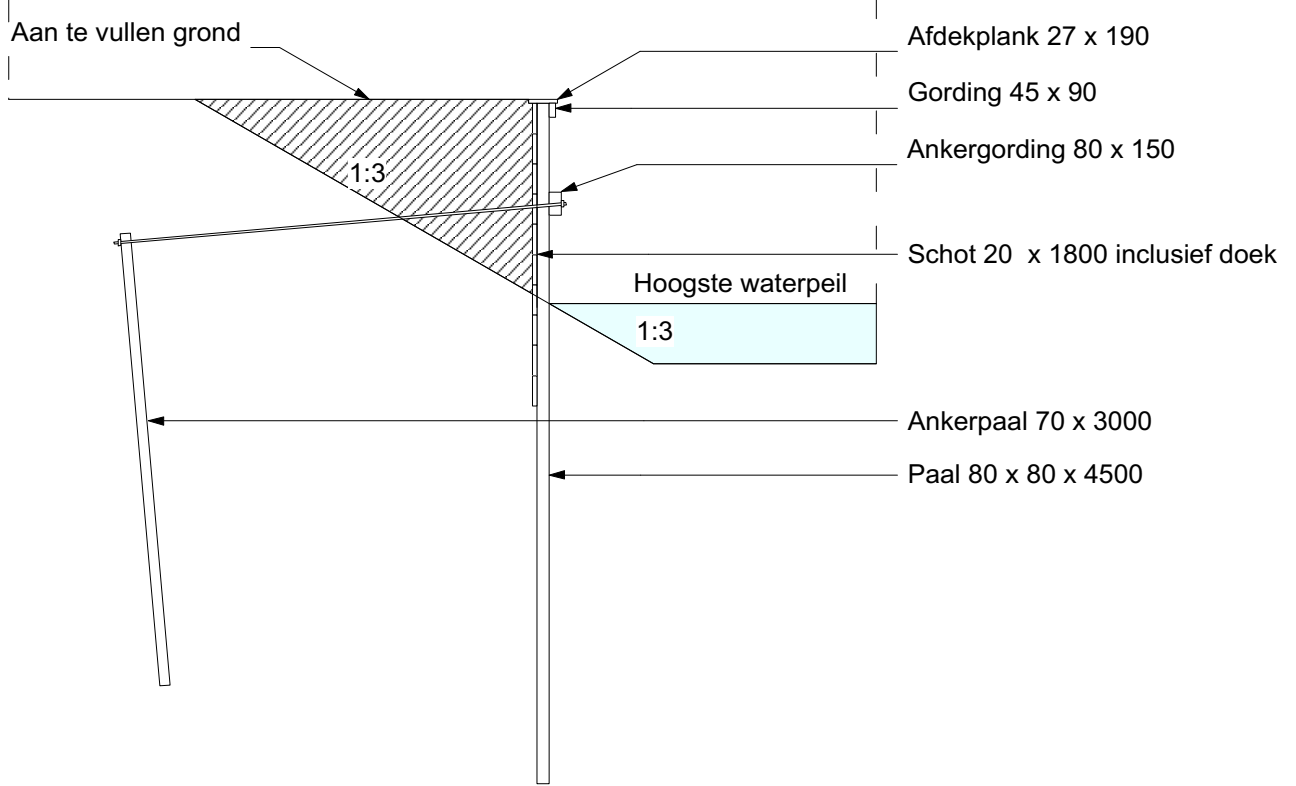 Aan te vullen grond
Afdekplank 27 x 190
Gording 45 x 90
1:3
Ankergording 80 x 150
Schot 20 x 1800 inclusief doek
Hoogste waterpeil
1:3
Ankerpaal 70 x 3000
Paal 80 x 80 x 4500